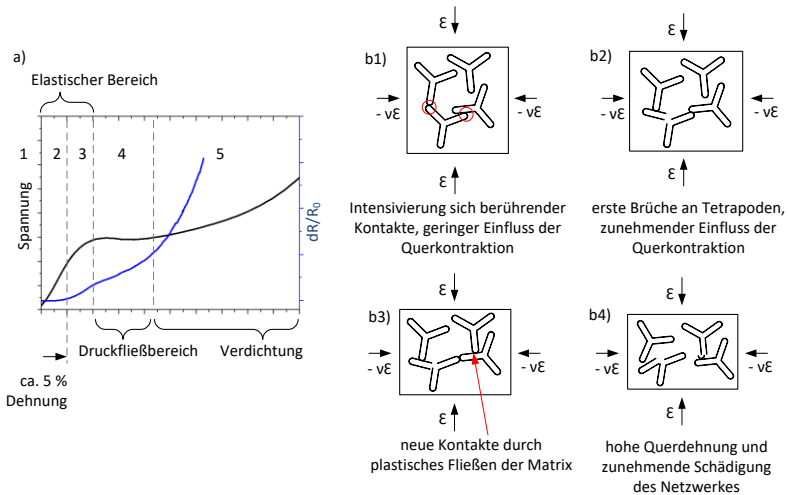 a)
Elastischer Bereich
1 2 3 4 5
Spannung
dR/R₀
Druckfließbereich
Verdichtung
ca. 5 %
Dehnung
b1)
ε
- νε
- νε
ε
Intensivierung sich berührender
Kontakte, geringer Einfluss der
Querkontraktion
b2)
ε
- νε
- νε
ε
erste Brüche an Tetrapoden,
zunehmender Einfluss der
Querkontraktion
b3)
ε
- νε
- νε
ε
neue Kontakte durch
plastisches Fließen der Matrix
b4)
ε
- νε
- νε
ε
hohe Querdehnung und
zunehmende Schädigung
des Netzwerkes